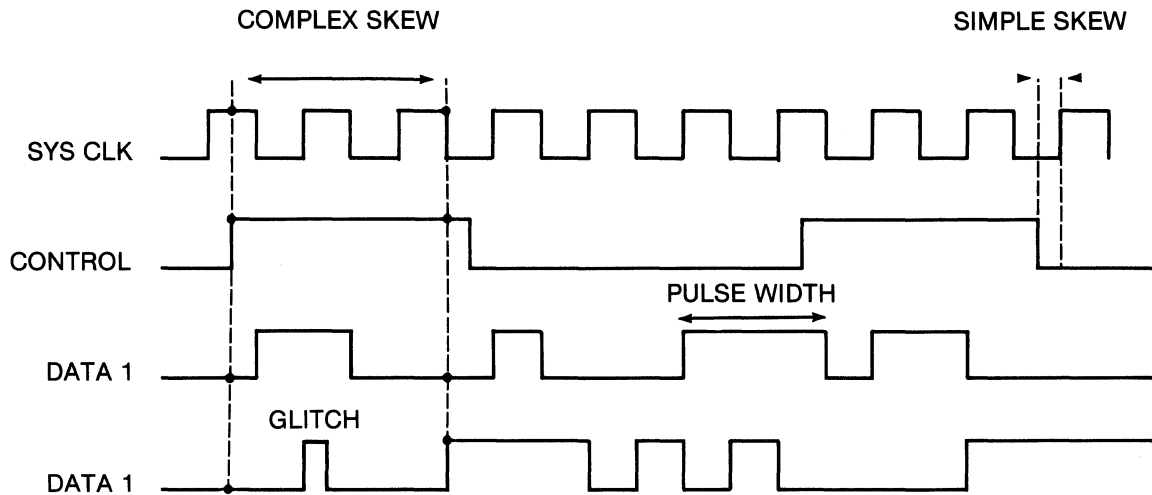 COMPLEX SKEW
SIMPLE SKEW
SYS CLK
CONTROL
PULSE WIDTH
DATA 1
GLITCH
DATA 1